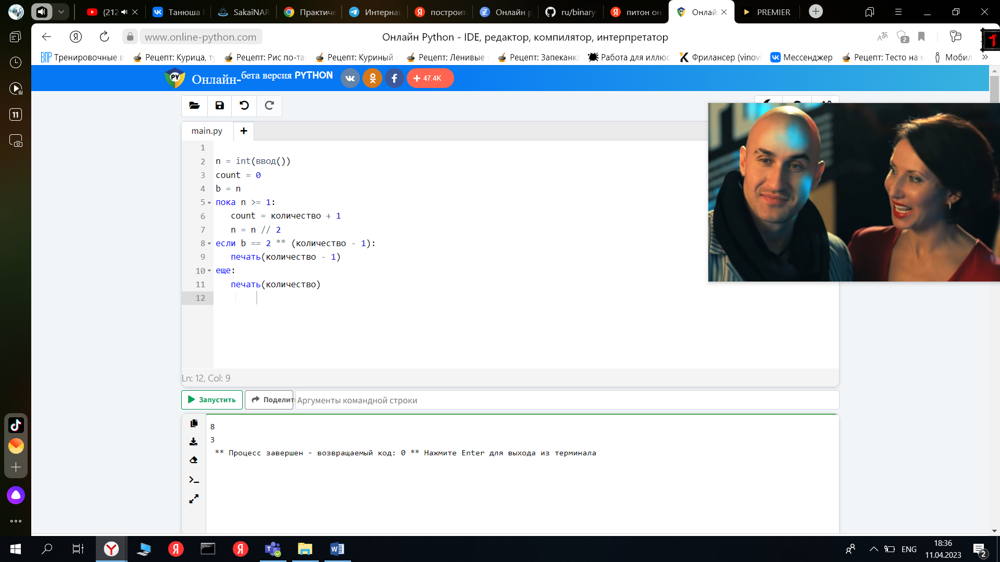 (212
Танюша
SakaiNAR
Практиче
Интернац
построит
Онлайн р
ru/binary-
питон он
Онлай
PREMIER
www.online-python.com
Онлайн Python - IDE, редактор, компилятор, интерпретатор
2
Тренировочные в
Рецепт: Курица, ту
Рецепт: Рис по-таи
Рецепт: Куриный
Рецепт: Ленивые
Рецепт: Запеканка
Работа для иллюс
Фрилансер (vinovi
Мессенджер
Рецепт: Тесто на м
Мобил
11
PY
Онлайн-бета версия PYTHON
47.4K
main.py
1
2 n = int(ввод())
3 count = 0
4 b = n
5 пока n >= 1:
6 count = количество + 1
7 n = n // 2
8 если b == 2 ** (количество - 1):
9 печать(количество - 1)
10 еще:
11 печать(количество)
12
Ln: 12, Col: 9
Запустить
Поделит
Аргументы командной строки
8
3
** Процесс завершен - возвращаемый код: 0 ** Нажмите Enter для выхода из терминала
ENG
18:36
11.04.2023
2